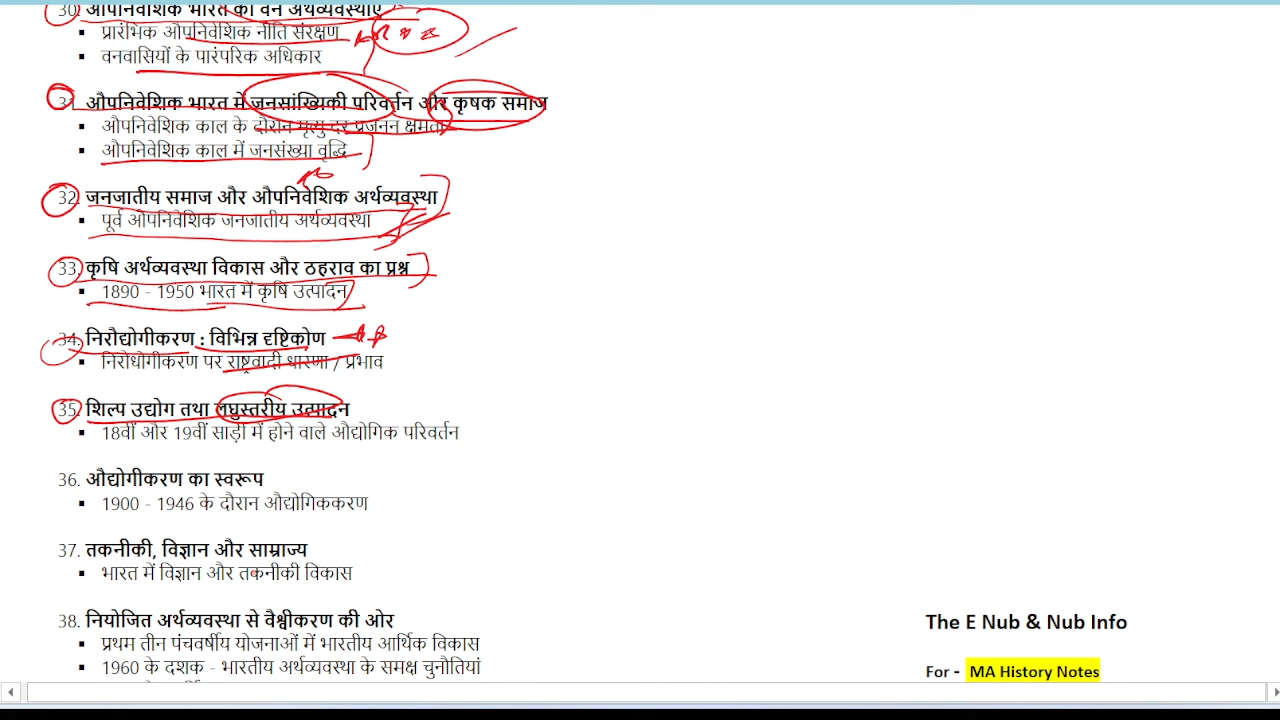 30. औपनिवेशिक भारत की वन अर्थव्यवस्थाएं
▪ प्रारंभिक औपनिवेशिक नीति संरक्षण
▪ वनवासियों के पारंपरिक अधिकार
31. औपनिवेशिक भारत में जनसांख्यिकी परिवर्तन और कृषक समाज
▪ औपनिवेशिक काल के दौरान मृत्यु दर प्रजनन क्षमता
▪ औपनिवेशिक काल में जनसंख्या वृद्धि
32. जनजातीय समाज और औपनिवेशिक अर्थव्यवस्था
▪ पूर्व औपनिवेशिक जनजातीय अर्थव्यवस्था
33. कृषि अर्थव्यवस्था विकास और ठहराव का प्रश्न
▪ 1890 - 1950 भारत में कृषि उत्पादन
34. निरौद्योगीकरण : विभिन्न दृष्टिकोण
▪ निरोधोगीकरण पर राष्ट्रवादी धारणा / प्रभाव
35. शिल्प उद्योग तथा लघुस्तरीय उत्पादन
▪ 18वीं और 19वीं साड़ी में होने वाले औद्योगिक परिवर्तन
36. औद्योगीकरण का स्वरूप
▪ 1900 - 1946 के दौरान औद्योगिककरण
37. तकनीकी, विज्ञान और साम्राज्य
▪ भारत में विज्ञान और तकनीकी विकास
38. नियोजित अर्थव्यवस्था से वैश्वीकरण की ओर
▪ प्रथम तीन पंचवर्षीय योजनाओं में भारतीय आर्थिक विकास
▪ 1960 के दशक - भारतीय अर्थव्यवस्था के समक्ष चुनौतियां
The E Nub & Nub Info
For - MA History Notes